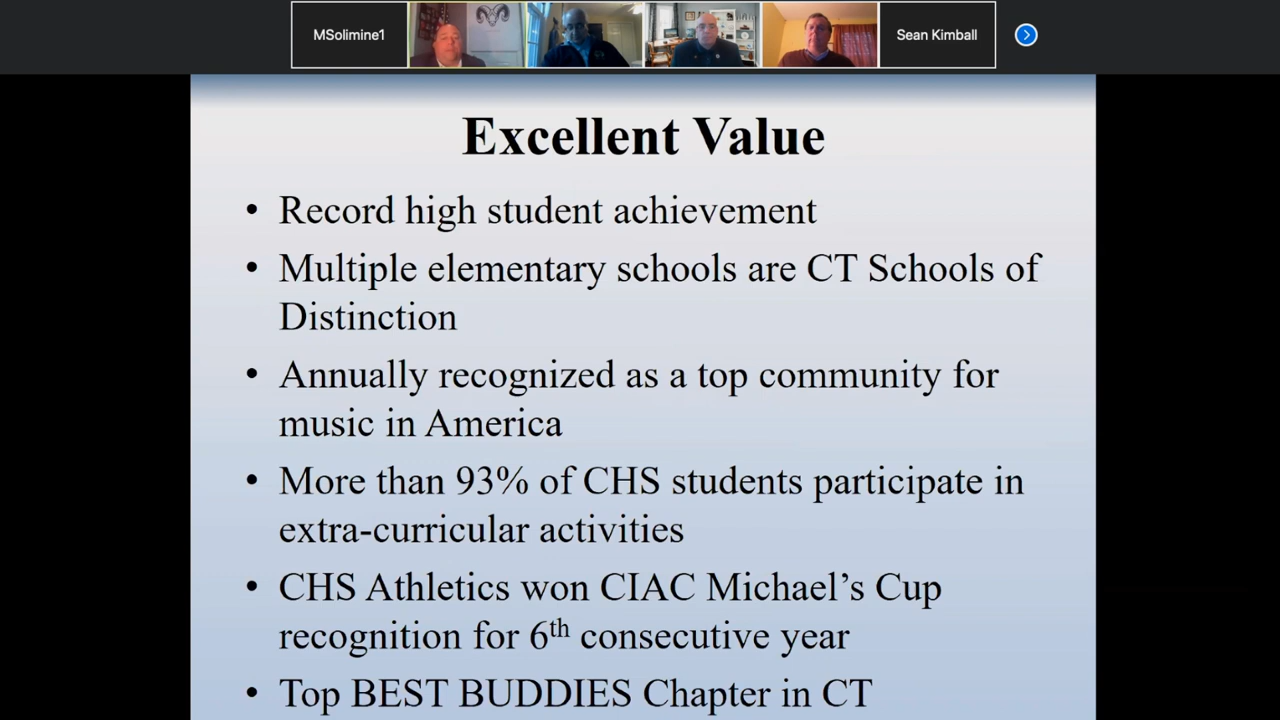 MSolimine1
Sean Kimball
Excellent Value
• Record high student achievement
• Multiple elementary schools are CT Schools of
Distinction
• Annually recognized as a top community for
music in America
• More than 93% of CHS students participate in
extra-curricular activities
• CHS Athletics won CIAC Michael’s Cup
recognition for 6th consecutive year
• Top BEST BUDDIES Chapter in CT